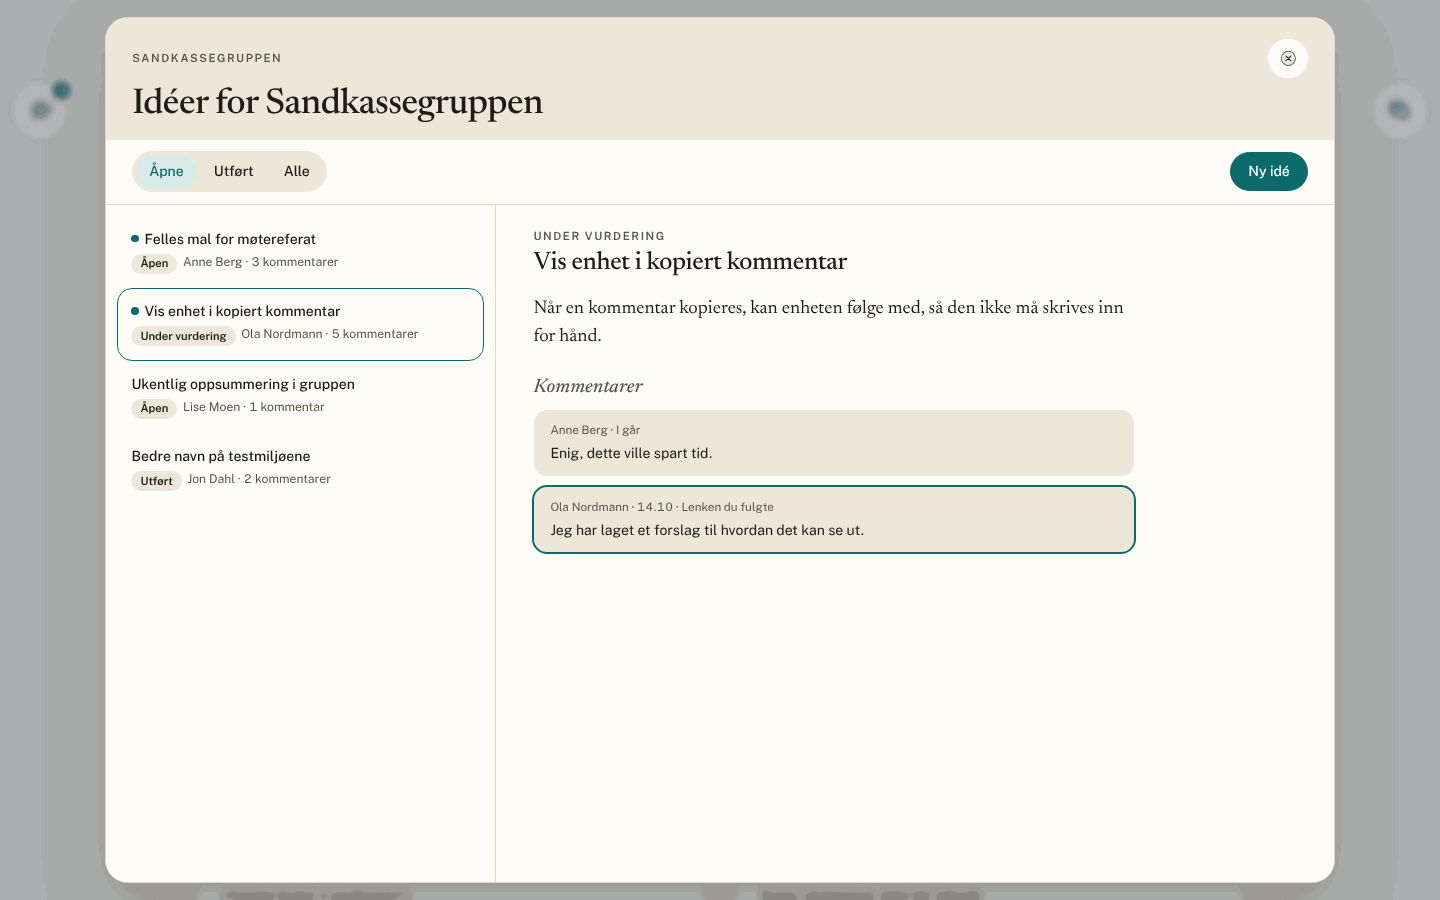 SANDKASSEGRUPPEN
Idéer for Sandkassegruppen
Åpne
Utført
Alle
Ny idé
Felles mal for møtereferat
Åpen Anne Berg · 3 kommentarer
Vis enhet i kopiert kommentar
Under vurdering Ola Nordmann · 5 kommentarer
Ukentlig oppsummering i gruppen
Åpen Lise Moen · 1 kommentar
Bedre navn på testmiljøene
Utført Jon Dahl · 2 kommentarer
UNDER VURDERING
Vis enhet i kopiert kommentar
Når en kommentar kopieres, kan enheten følge med, så den ikke må skrives inn
for hånd.
Kommentarer
Anne Berg · I går
Enig, dette ville spart tid.
Ola Nordmann · 14.10 · Lenken du fulgte
Jeg har laget et forslag til hvordan det kan se ut.